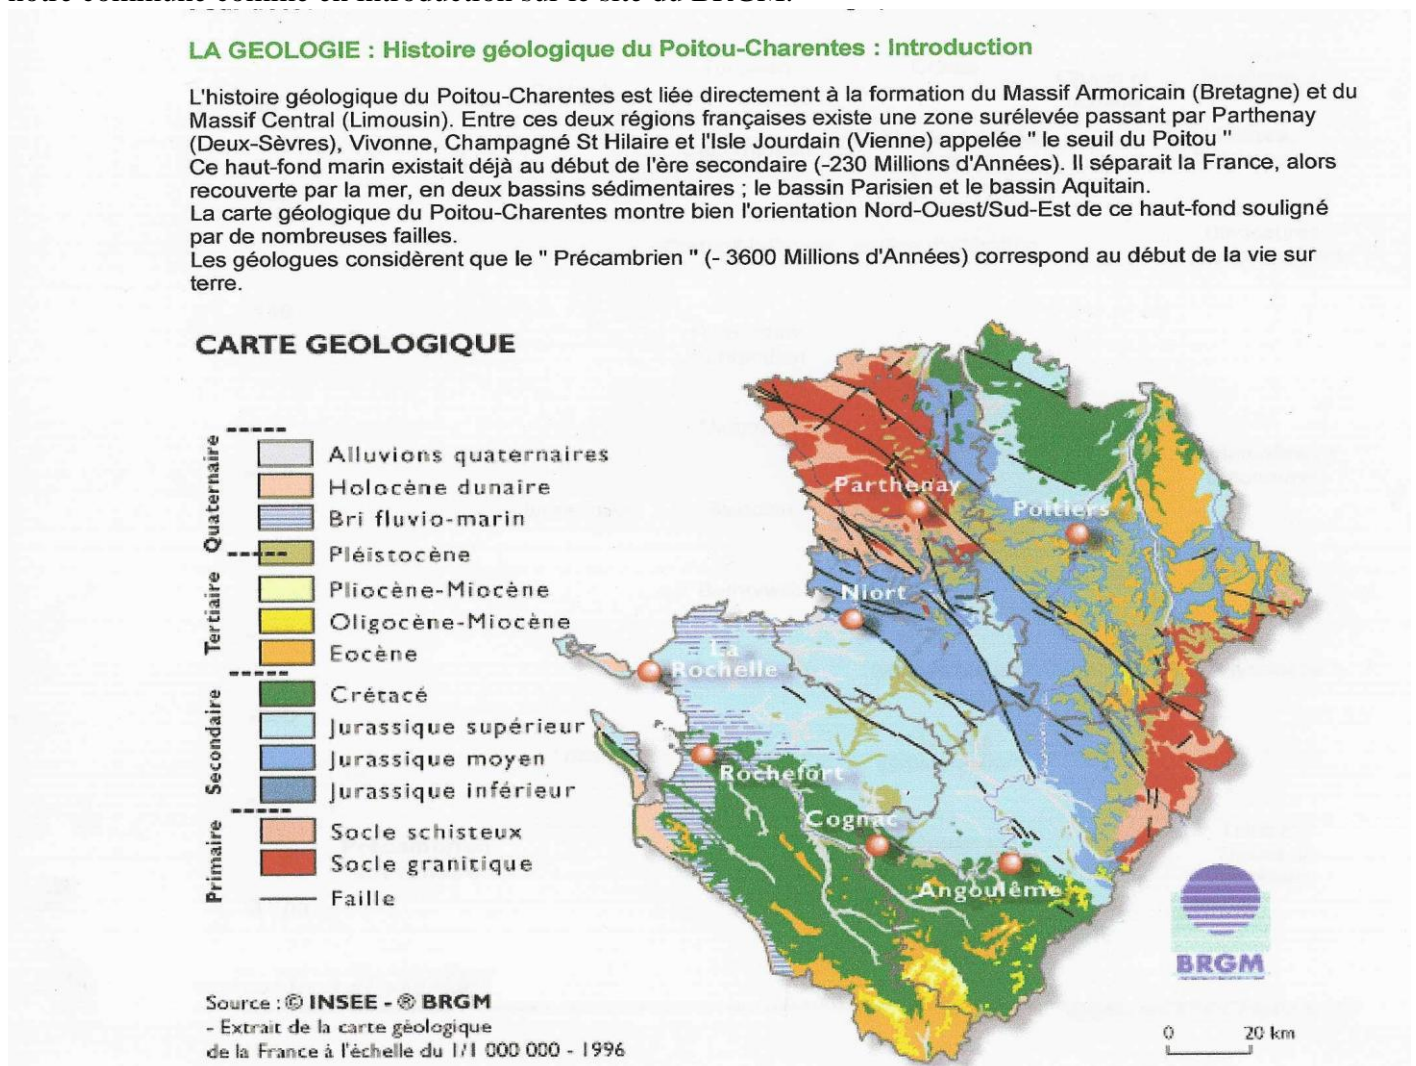 LA GEOLOGIE : Histoire géologique du Poitou-Charentes : Introduction
L'histoire géologique du Poitou-Charentes est liée directement à la formation du Massif Armoricain (Bretagne) et du
Massif Central (Limousin). Entre ces deux régions françaises existe une zone surélevée passant par Parthenay
(Deux-Sèvres), Vivonne, Champagné St Hilaire et l'Isle Jourdain (Vienne) appelée " le seuil du Poitou "
Ce haut-fond marin existait déjà au début de l'ère secondaire (-230 Millions d'Années). Il séparait la France, alors
recouverte par la mer, en deux bassins sédimentaires ; le bassin Parisien et le bassin Aquitain.
La carte géologique du Poitou-Charentes montre bien l'orientation Nord-Ouest/Sud-Est de ce haut-fond souligné
par de nombreuses failles.
Les géologues considèrent que le " Précambrien " (- 3600 Millions d'Années) correspond au début de la vie sur
terre.
CARTE GEOLOGIQUE
Quaternaire
Alluvions quaternaires
Holocène dunaire
Bri fluvio-marin
Pléistocène
Tertiaire
Pliocène-Miocène
Oligocène-Miocène
Eocène
Secondaire
Crétacé
Jurassique supérieur
Jurassique moyen
Jurassique inférieur
Primaire
Socle schisteux
Socle granitique
Faille
Parthenay
Poitiers
Niort
La
Rochelle
Rochefort
Cognac
Angoulême
BRGM
Source : © INSEE - ® BRGM
- Extrait de la carte géologique
de la France à l'échelle du 1/1 000 000 - 1996
0 20 km